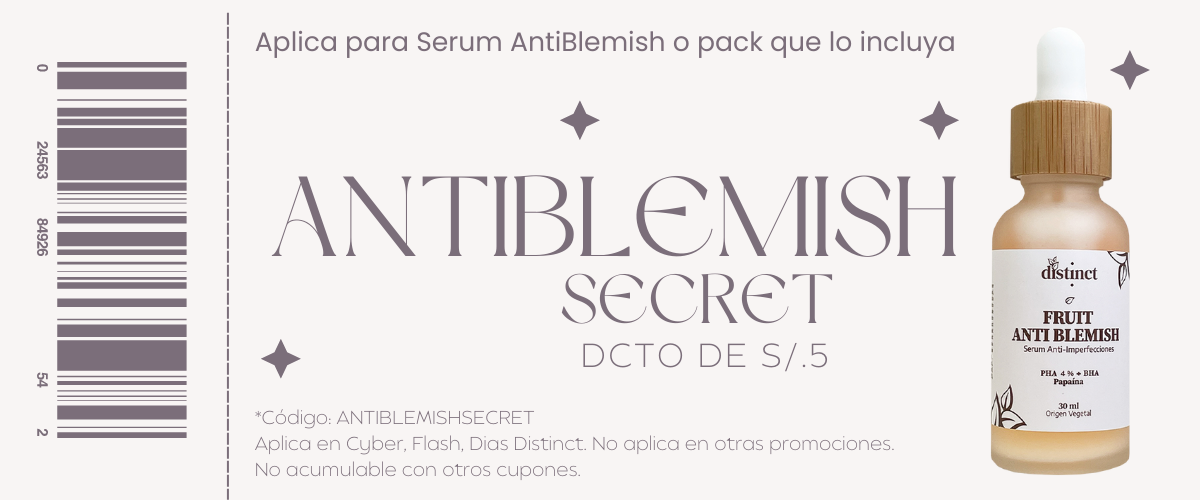 0
24563
84926
54
2
Aplica para Serum AntiBlemish o pack que lo incluya
ANTIBLEMISH
SECRET
DCTO DE S/.5
*Código: ANTIBLEMISHSECRET
Aplica en Cyber, Flash, Dias Distinct. No aplica en otras promociones.
No acumulable con otros cupones.
distinct
FRUIT
ANTI BLEMISH
Serum Anti-Imperfecciones
PHA 4 % + BHA
Papaína
30 ml
Origen Vegetal